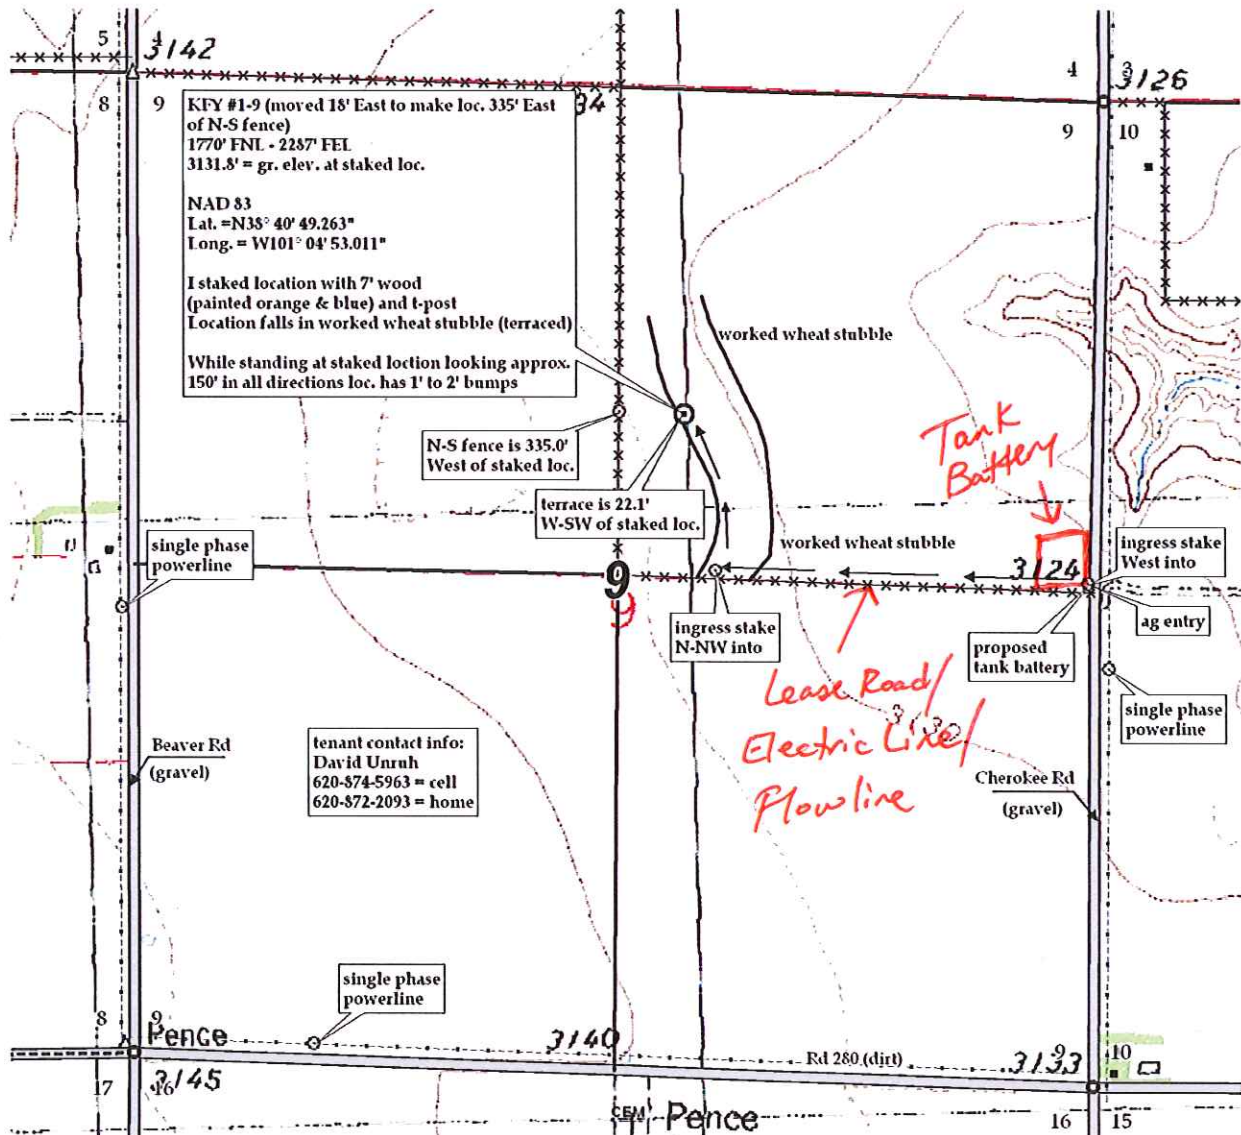 5
4
3142
8
9
4
3
3126
9
10
34
KFY #1-9 (moved 18' East to make loc. 335' East
of N-S fence)
1770' FNL - 2287' FEL
3131.8' = gr. elev. at staked loc.
NAD 83
Lat. =N38° 40' 49.263"
Long. = W101° 04' 53.011"
I staked location with 7' wood
(painted orange & blue) and t-post
Location falls in worked wheat stubble (terraced)
While standing at staked loction looking approx.
150' in all directions loc. has 1' to 2' bumps
worked wheat stubble
N-S fence is 335.0'
West of staked loc.
Tank
Battery
terrace is 22.1'
W-SW of staked loc.
single phase
powerline
worked wheat stubble
3124
ingress stake
West into
9
9
ingress stake
N-NW into
proposed
tank battery
ag entry
Lease Road/
Electric Line/
Flowline
3130
single phase
powerline
Beaver Rd
(gravel)
tenant contact info:
David Unruh
620-874-5963 = cell
620-872-2093 = home
Cherokee Rd
(gravel)
single phase
powerline
8
9
Pence
3140
Rd 280 (dirt)
9
3133
10
17
16
3145
CEM
Pence
16
15